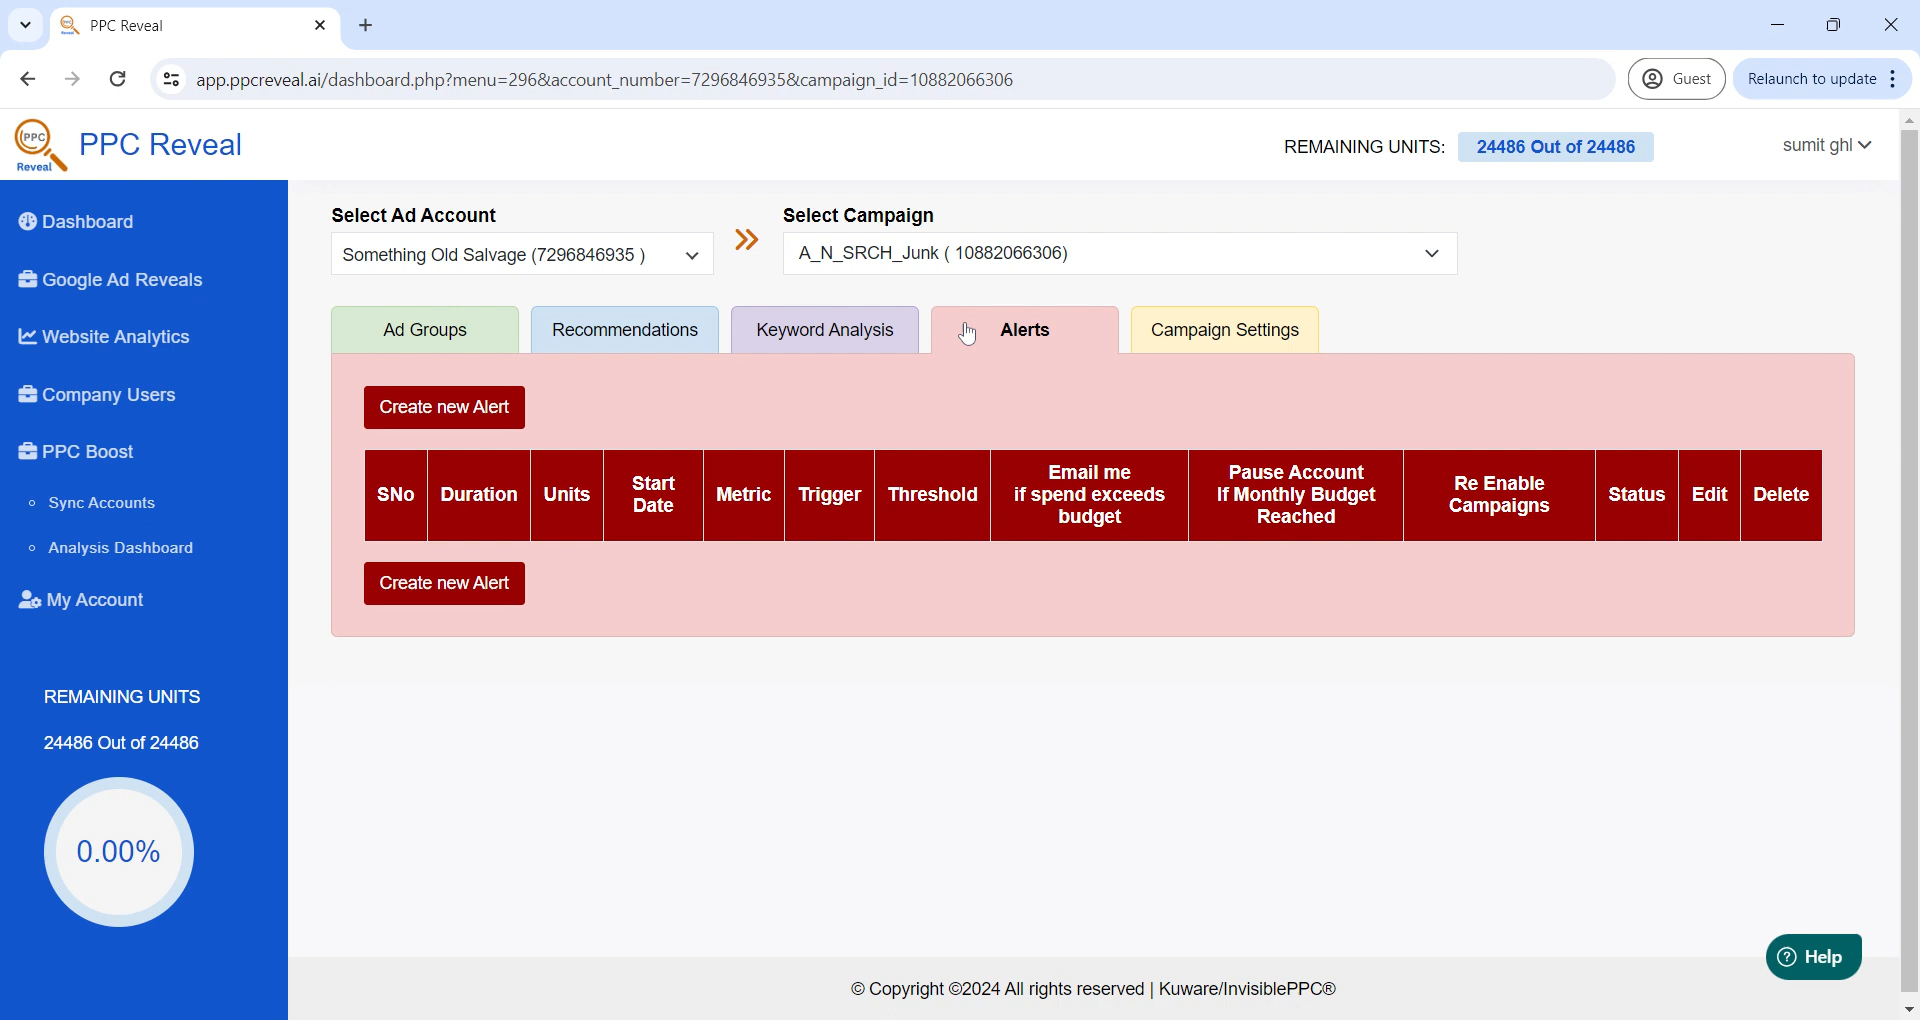 PPC Reveal
app.ppcreveal.ai/dashboard.php?menu=296&account_number=7296846935&campaign_id=10882066306
Guest
Relaunch to update
PPC
Reveal
PPC Reveal
REMAINING UNITS: 24486 Out of 24486
sumit ghl
Dashboard
Google Ad Reveals
Website Analytics
Company Users
PPC Boost
Sync Accounts
Analysis Dashboard
My Account
REMAINING UNITS
24486 Out of 24486
0.00%
Select Ad Account
Something Old Salvage (7296846935 )
Select Campaign
A_N_SRCH_Junk ( 10882066306)
Ad Groups
Recommendations
Keyword Analysis
Alerts
Campaign Settings
Create new Alert
SNo
Duration
Units
Start
Date
Metric
Trigger
Threshold
Email me
if spend exceeds
budget
Pause Account
If Monthly Budget
Reached
Re Enable
Campaigns
Status
Edit
Delete
Create new Alert
Help
© Copyright ©2024 All rights reserved | Kuware/InvisiblePPC®